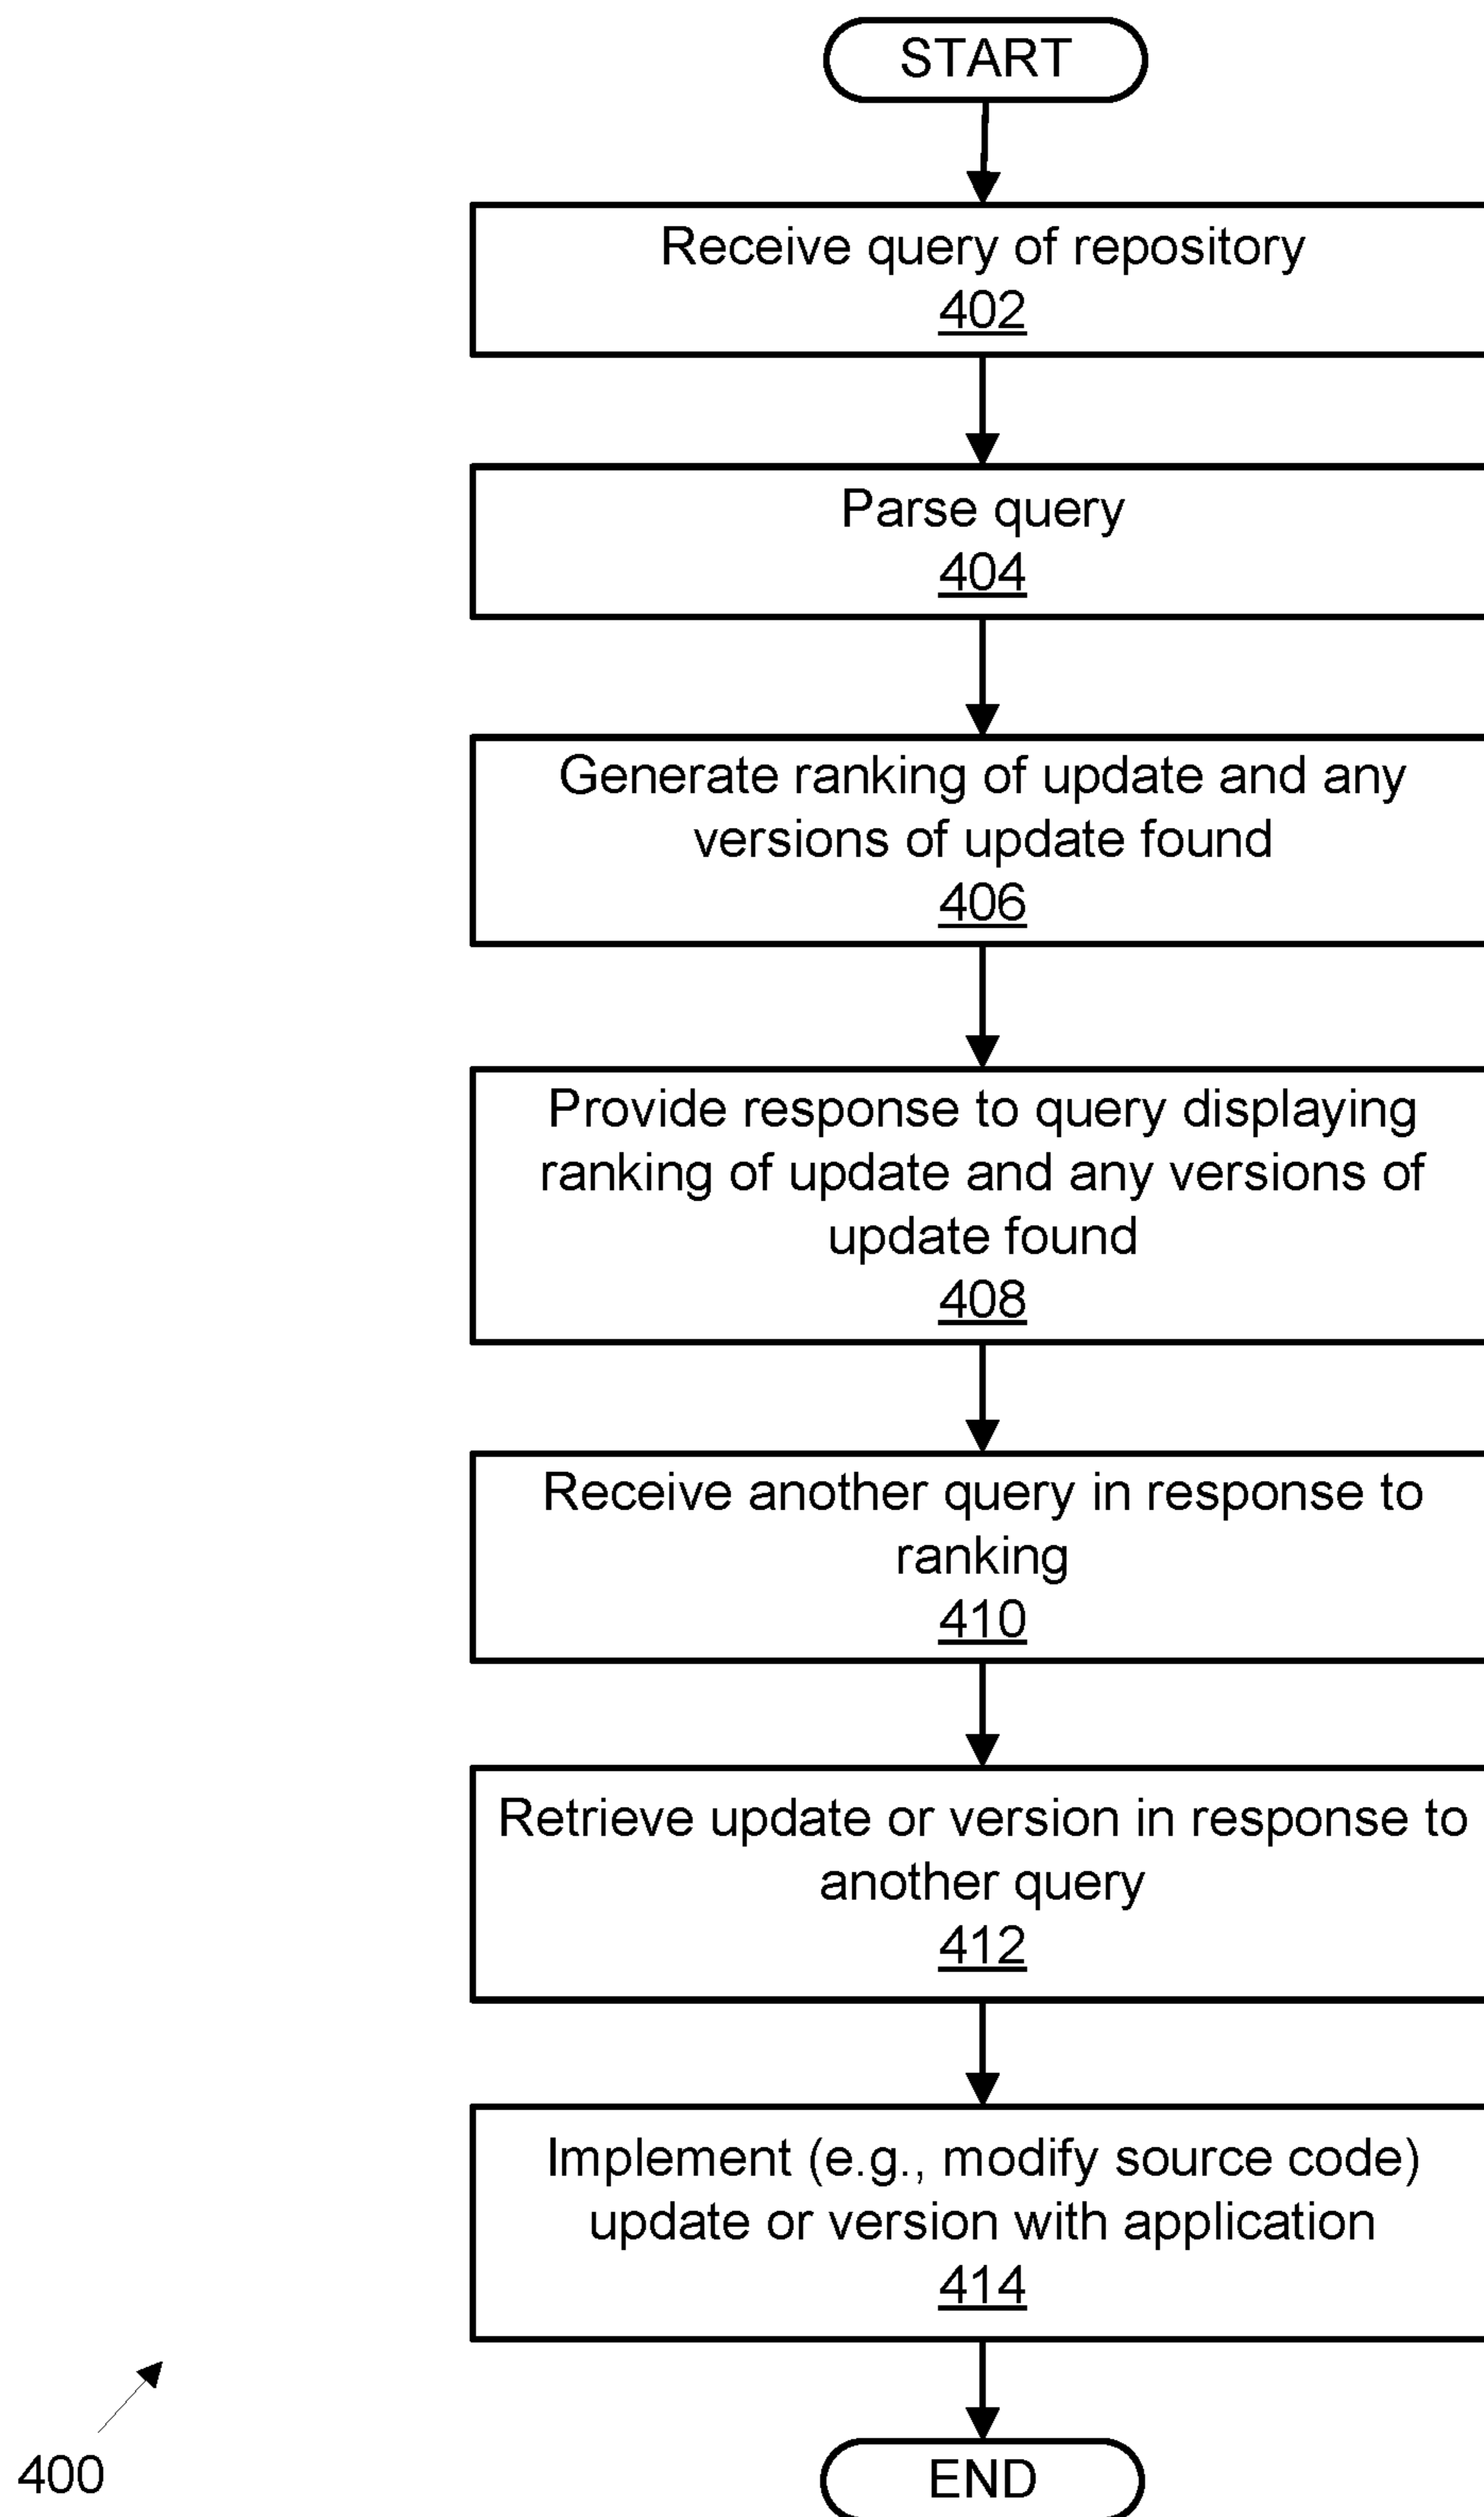 START
Receive query of repository
402
Parse query
404
Generate ranking of update and any
versions of update found
406
Provide response to query displaying
ranking of update and any versions of
update found
408
Receive another query in response to
ranking
410
Retrieve update or version in response to
another query
412
Implement (e.g., modify source code)
update or version with application
414
400
END